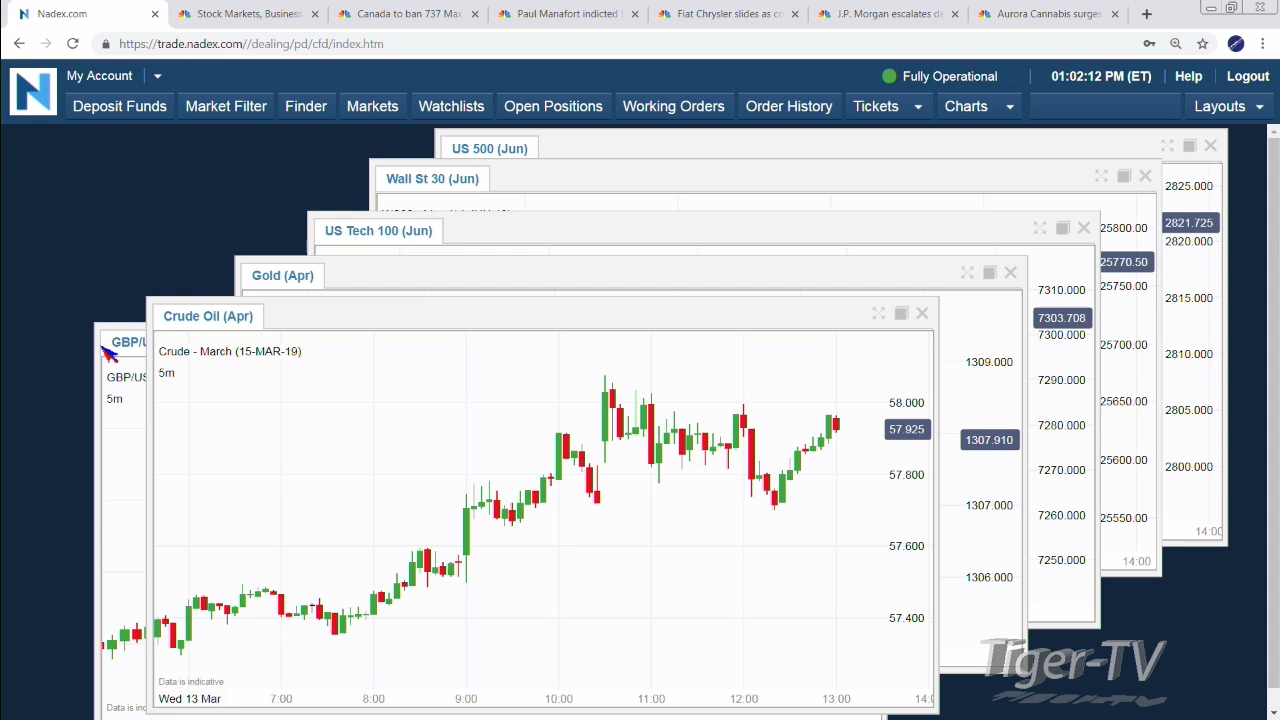 Nadex.com
Stock Markets, Business
Canada to ban 737 Max
Paul Manafort indicted b
Fiat Chrysler slides as co
J.P. Morgan escalates de
Aurora Cannabis surges
https://trade.nadex.com//dealing/pd/cfd/index.htm
N
My Account
Fully Operational
01:02:12 PM (ET)
Help
Logout
Deposit Funds
Market Filter
Finder
Markets
Watchlists
Open Positions
Working Orders
Order History
Tickets
Charts
Layouts
US 500 (Jun)
2825.000
2821.725
2820.000
2815.000
2810.000
2805.000
2800.000
14:00
Wall St 30 (Jun)
25800.00
25770.50
25750.00
25700.00
25650.00
25600.00
25550.00
14:00
US Tech 100 (Jun)
7310.000
7303.708
7300.000
7290.000
7280.000
7270.000
7260.000
7250.000
Gold (Apr)
1309.000
1307.910
1307.000
1306.000
Crude Oil (Apr)
Crude - March (15-MAR-19)
5m
58.000
57.925
57.800
57.600
57.400
Data is indicative
Wed 13 Mar
7:00
8:00
9:00
10:00
11:00
12:00
13:00
14:0
GBP/U
GBP/US
5m
Data is ind
Tiger-TV